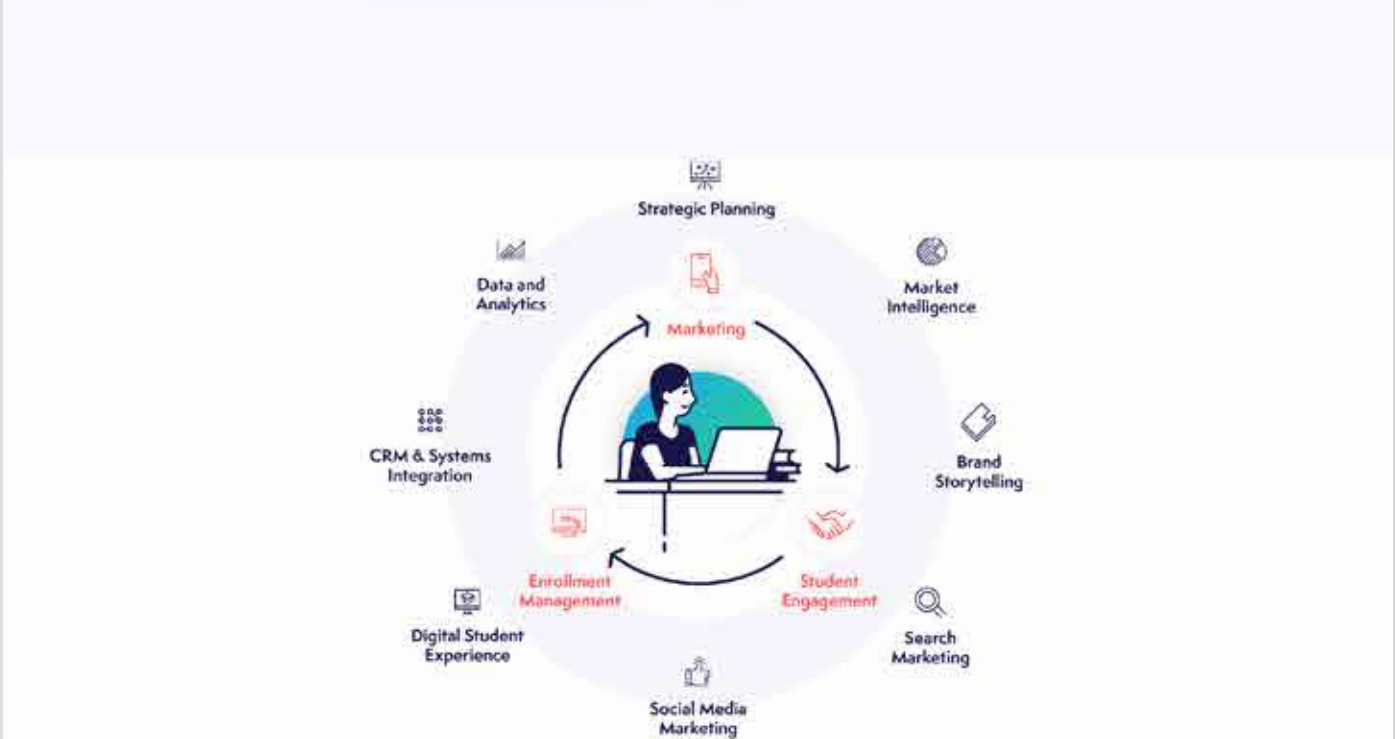 Strategic Planning
Data and
Analytics
Market
Intelligence
Marketing
CRM & Systems
Integration
Brand
Storytelling
Enrollment
Management
Student
Engagement
Digital Student
Experience
Search
Marketing
Social Media
Marketing